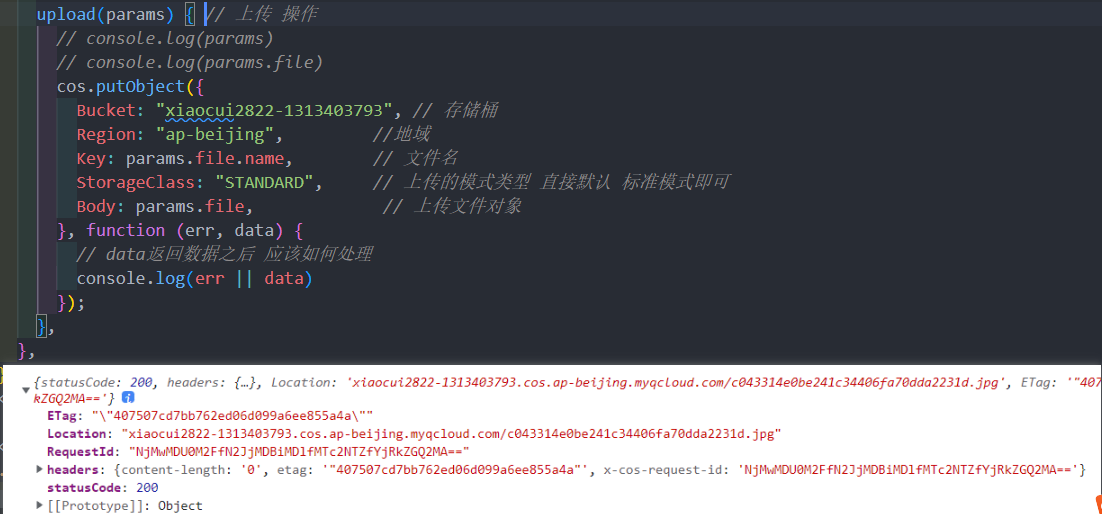 upload(params) { // 上传 操作
// console.log(params)
// console.log(params.file)
cos.putObject({
Bucket: "xiaocui2822-1313403793", // 存储桶
Region: "ap-beijing", //地域
Key: params.file.name, // 文件名
StorageClass: "STANDARD", // 上传的模式类型 直接默认 标准模式即可
Body: params.file, // 上传文件对象
}, function (err, data) {
// data返回数据之后 应该如何处理
console.log(err || data)
});
},
},
{statusCode: 200, headers: {…}, Location: 'xiaocui2822-1313403793.cos.ap-beijing.myqcloud.com/c043314e0be241c34406fa70dda2231d.jpg', ETag: '"407
kZGQ2MA=='}
ETag: "\"407507cd7bb762ed06d099a6ee855a4a\""
Location: "xiaocui2822-1313403793.cos.ap-beijing.myqcloud.com/c043314e0be241c34406fa70dda2231d.jpg"
RequestId: "NjMwMDU0M2FfN2JjMDBiMDlfMTc2NTZfYjRkZGQ2MA=="
headers: {content-length: '0', etag: '"407507cd7bb762ed06d099a6ee855a4a"', x-cos-request-id: 'NjMwMDU0M2FfN2JjMDBiMDlfMTc2NTZfYjRkZGQ2MA=='}
statusCode: 200
[[Prototype]]: Object